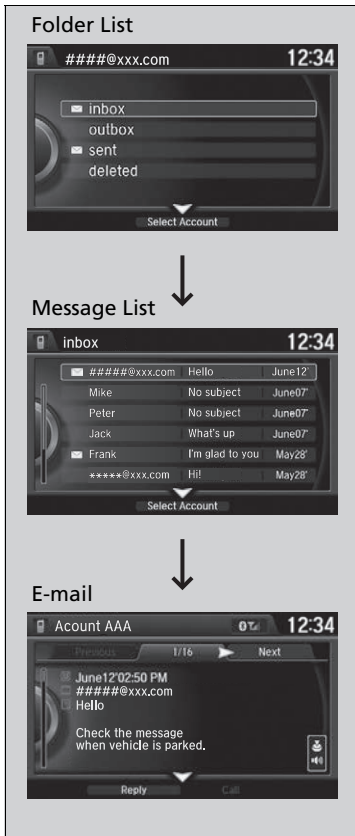 Folder List
####@xxx.com 12:34
inbox
outbox
sent
deleted
Select Account
Message List
inbox 12:34
#####@xxx.com Hello June12'
Mike No subject June07'
Peter No subject June07'
Jack What's up June07'
Frank I'm glad to you May28'
*****@xxx.com Hi! May28'
Select Account
E-mail
Acount AAA 12:34
Previous 1/16 Next
June12'02:50 PM
#####@xxx.com
Hello
Check the message
when vehicle is parked.
Reply Call